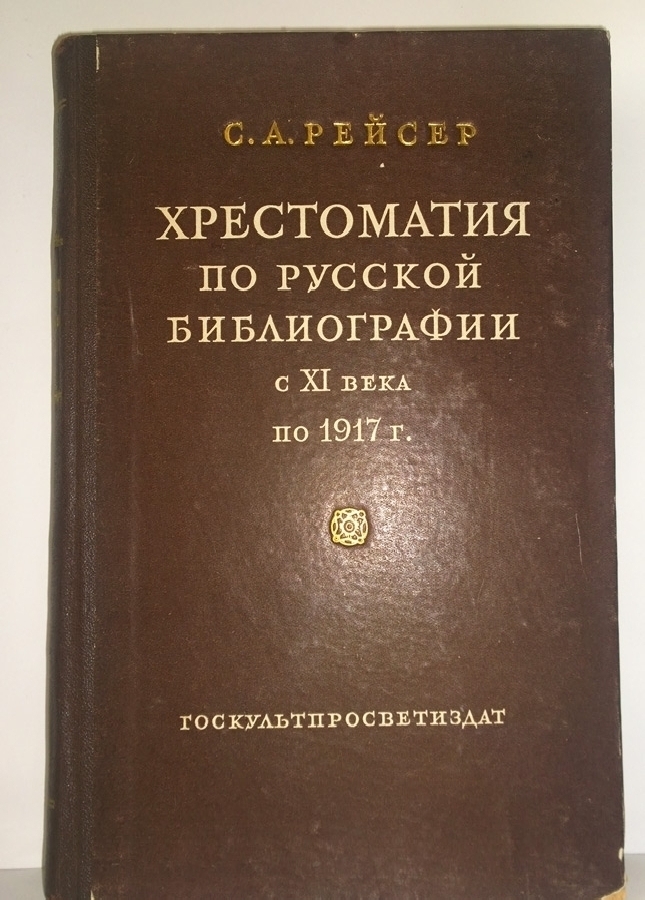 С. А. РЕЙСЕР
ХРЕСТОМАТИЯ
ПО РУССКОЙ
БИБЛИОГРАФИИ
С XI ВЕКА
ПО 1917 Г.
ГОСКУЛЬТПРОСВЕТИЗДАТ